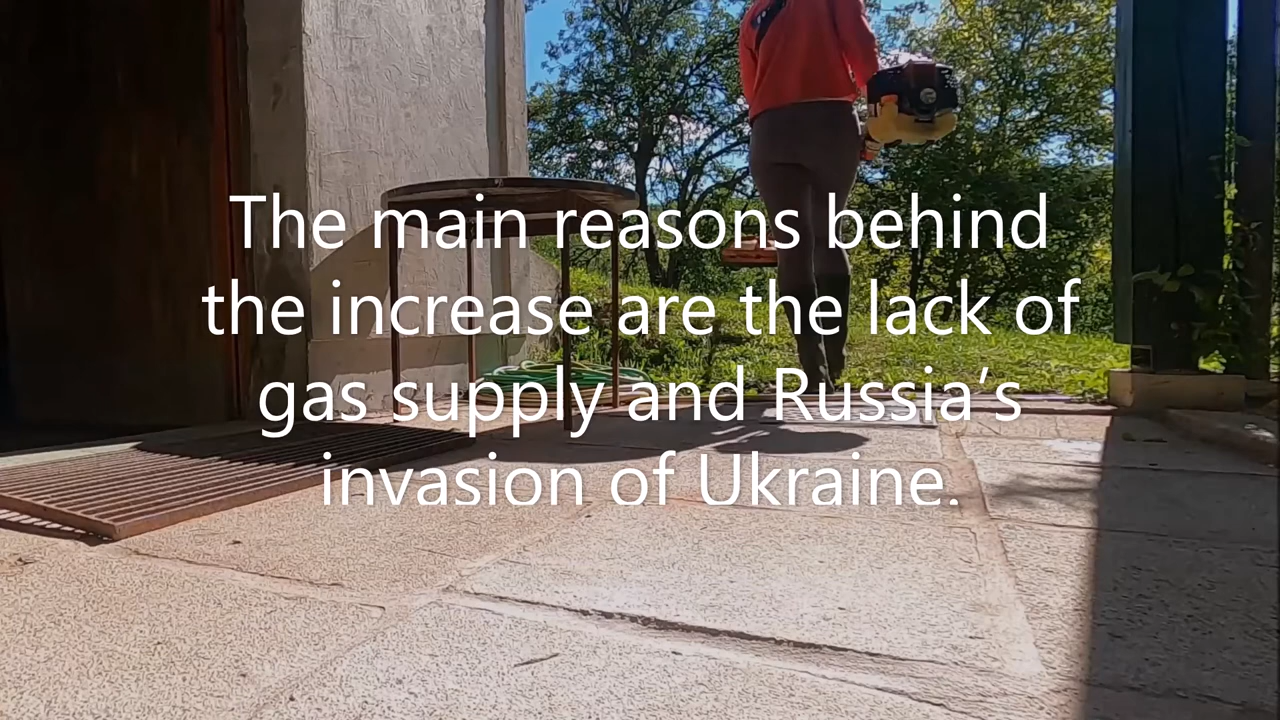 The main reasons behind
the increase are the lack of
gas supply and Russia’s
invasion of Ukraine.